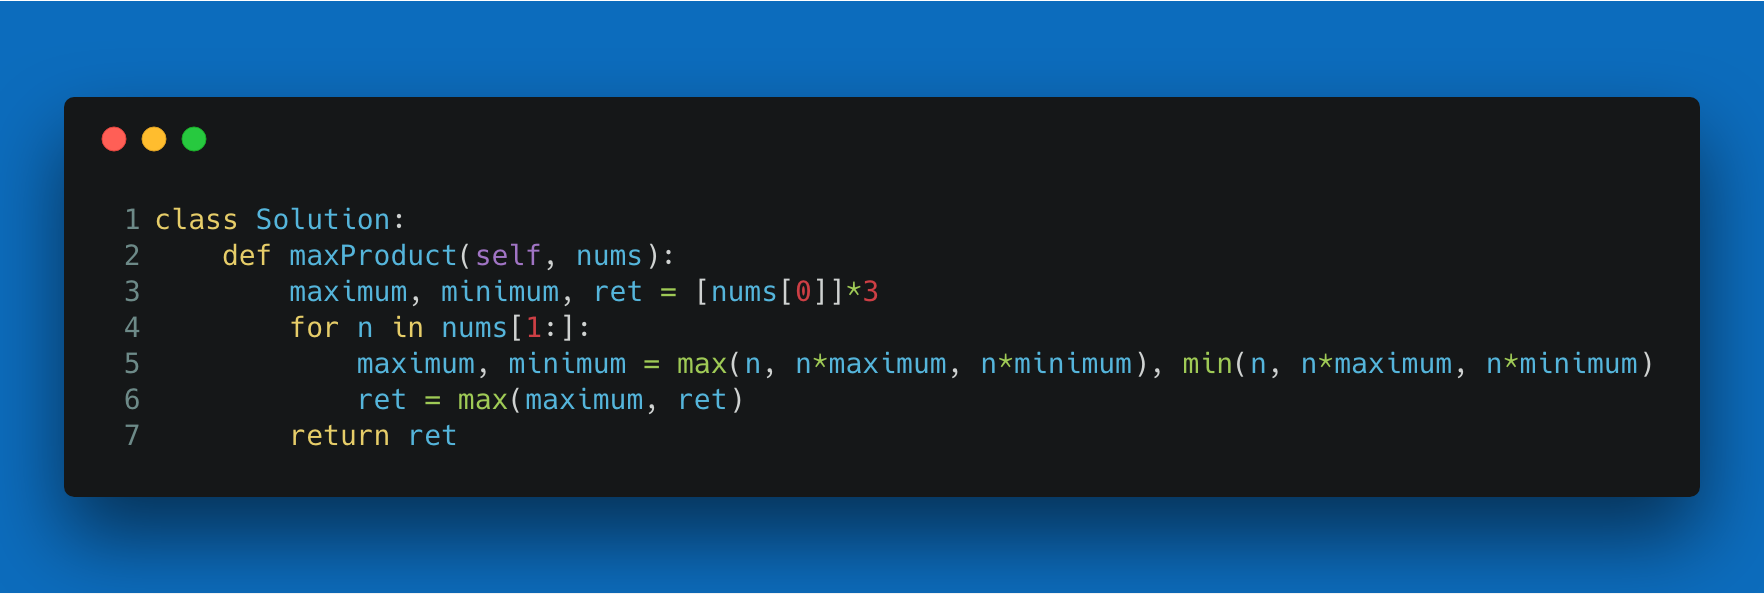 1 class Solution:
2     def maxProduct(self, nums):
3         maximum, minimum, ret = [nums[0]]*3
4         for n in nums[1:]:
5             maximum, minimum = max(n, n*maximum, n*minimum), min(n, n*maximum, n*minimum)
6             ret = max(maximum, ret)
7         return ret